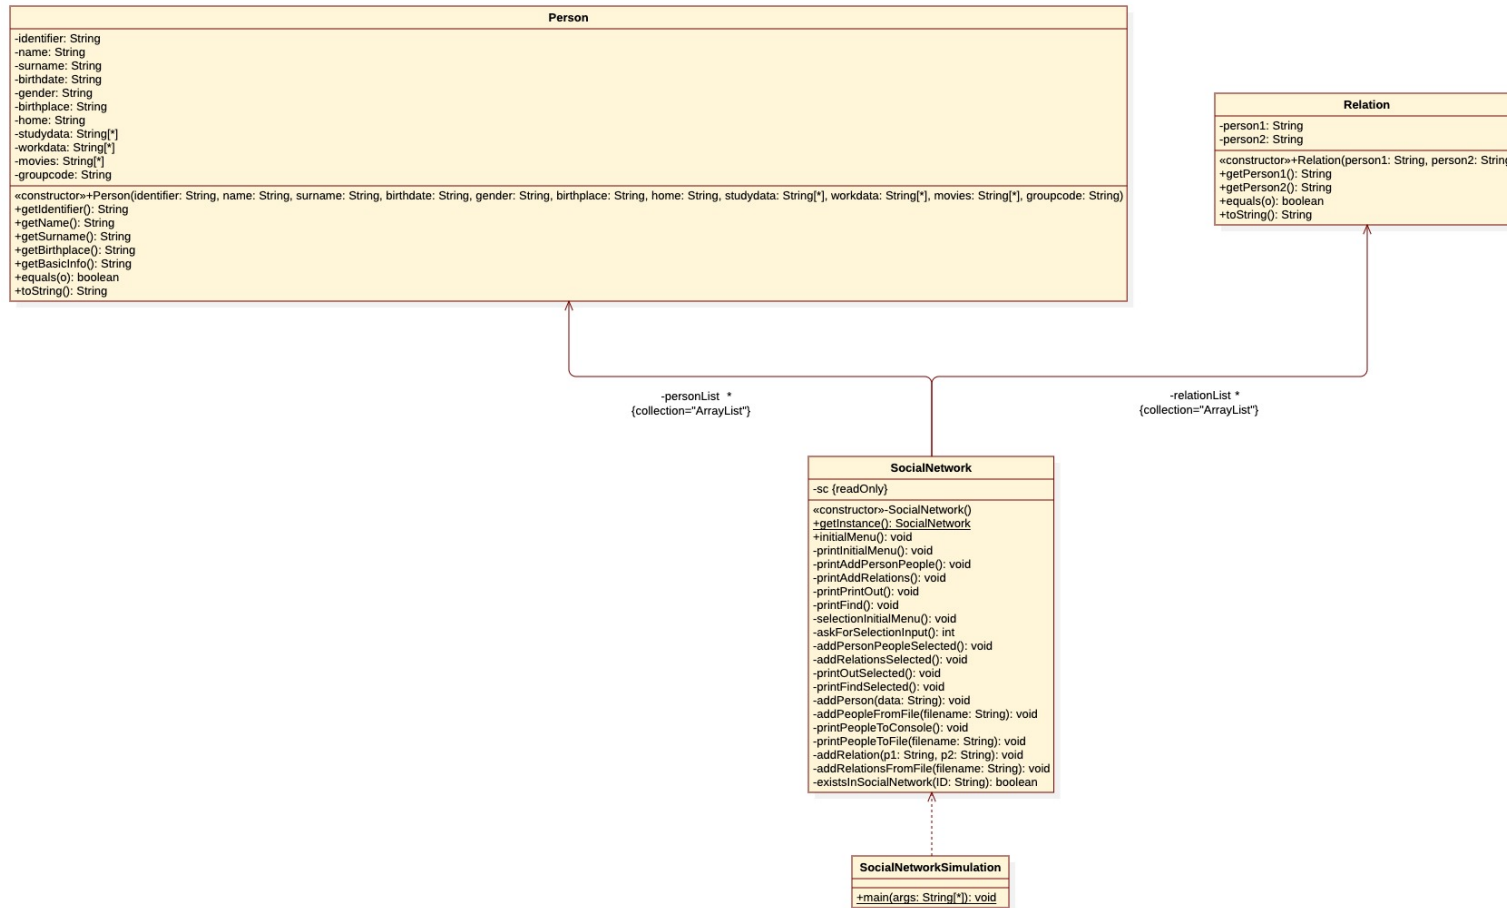 Person
-identifier: String
-name: String
-surname: String
-birthdate: String
-gender: String
-birthplace: String
-home: String
-studydata: String[*]
-workdata: String[*]
-movies: String[*]
-groupcode: String
«constructor»+Person(identifier: String, name: String, surname: String, birthdate: String, gender: String, birthplace: String, home: String, studydata: String[*], workdata: String[*], movies: String[*], groupcode: String)
+getIdentifier(): String
+getName(): String
+getSurname(): String
+getBirthplace(): String
+getBasicInfo(): String
+equals(o): boolean
+toString(): String
Relation
-person1: String
-person2: String
«constructor»+Relation(person1: String, person2: String
+getPerson1(): String
+getPerson2(): String
+equals(o): boolean
+toString(): String
-personList *
{collection="ArrayList"}
-relationList *
{collection="ArrayList"}
SocialNetwork
-sc {readOnly}
«constructor»-SocialNetwork()
+getInstance(): SocialNetwork
+initialMenu(): void
-printInitialMenu(): void
-printAddPersonPeople(): void
-printAddRelations(): void
-printPrintOut(): void
-printFind(): void
-selectionInitialMenu(): void
-askForSelectionInput(): int
-addPersonPeopleSelected(): void
-addRelationsSelected(): void
-printOutSelected(): void
-printFindSelected(): void
-addPerson(data: String): void
-addPeopleFromFile(filename: String): void
-printPeopleToConsole(): void
-printPeopleToFile(filename: String): void
-addRelation(p1: String, p2: String): void
-addRelationsFromFile(filename: String): void
-existsInSocialNetwork(ID: String): boolean
SocialNetworkSimulation
+main(args: String[*]): void